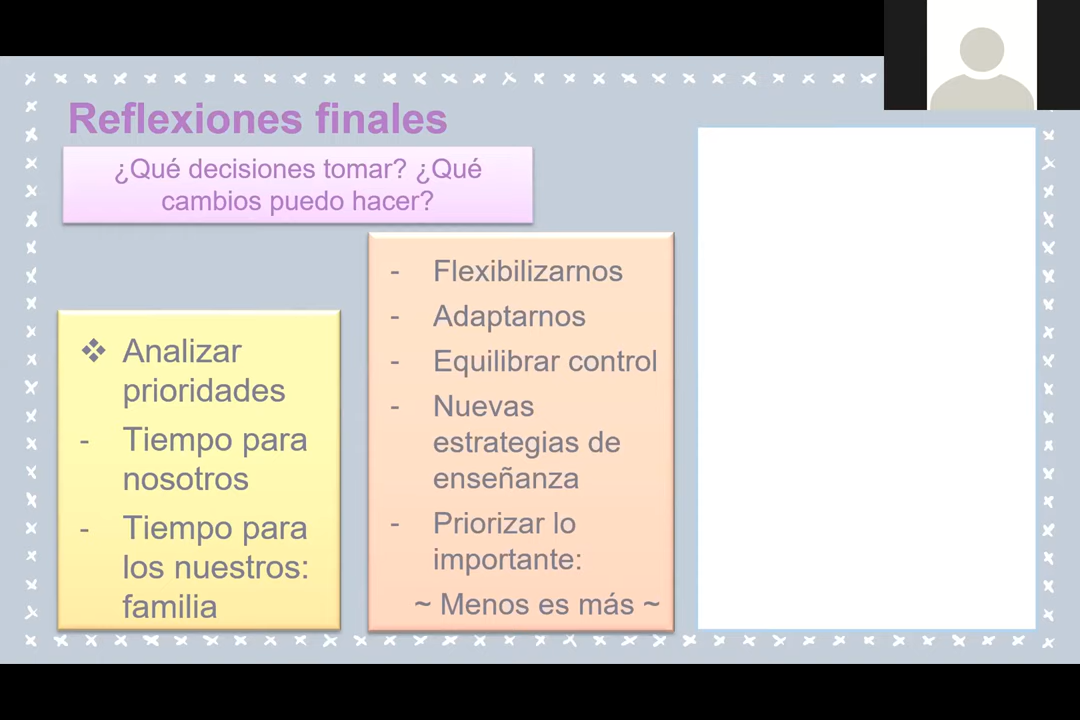 Reflexiones finales
¿Qué decisiones tomar? ¿Qué
cambios puedo hacer?
❖ Analizar
prioridades
- Tiempo para
nosotros
- Tiempo para
los nuestros:
familia
- Flexibilizarnos
- Adaptarnos
- Equilibrar control
- Nuevas
estrategias de
enseñanza
- Priorizar lo
importante:
~ Menos es más ~